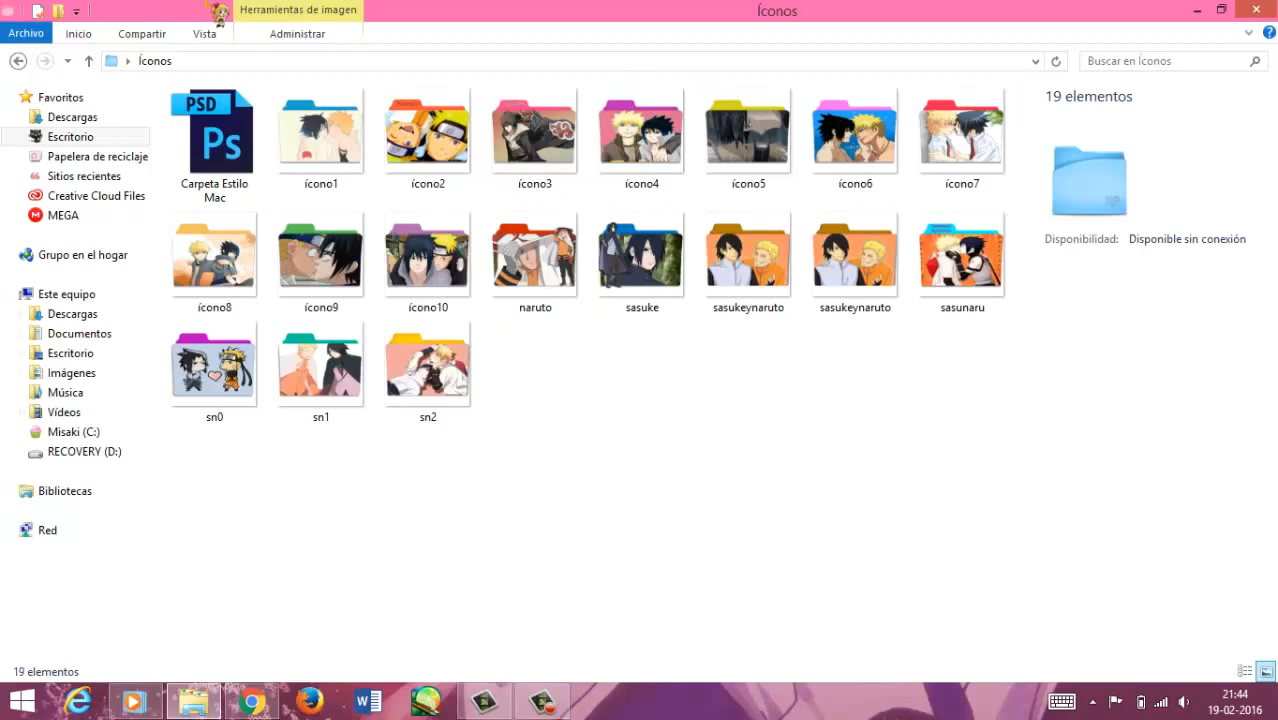 Herramientas de imagen
Íconos
Archivo
Inicio
Compartir
Vista
Administrar
Íconos
Buscar en Íconos
Favoritos
Descargas
Escritorio
Papelera de reciclaje
Sitios recientes
Creative Cloud Files
MEGA
Grupo en el hogar
Este equipo
Descargas
Documentos
Escritorio
Imágenes
Música
Vídeos
Misaki (C:)
RECOVERY (D:)
Bibliotecas
Red
PSD
Ps
Carpeta Estilo
Mac
ícono1
ícono2
ícono3
ícono4
ícono5
ícono6
ícono7
ícono8
ícono9
ícono10
naruto
sasuke
sasukeynaruto
sasukeynaruto
sasunaru
sn0
sn1
sn2
19 elementos
Disponibilidad: Disponible sin conexión
19 elementos
21:44
19-02-2016